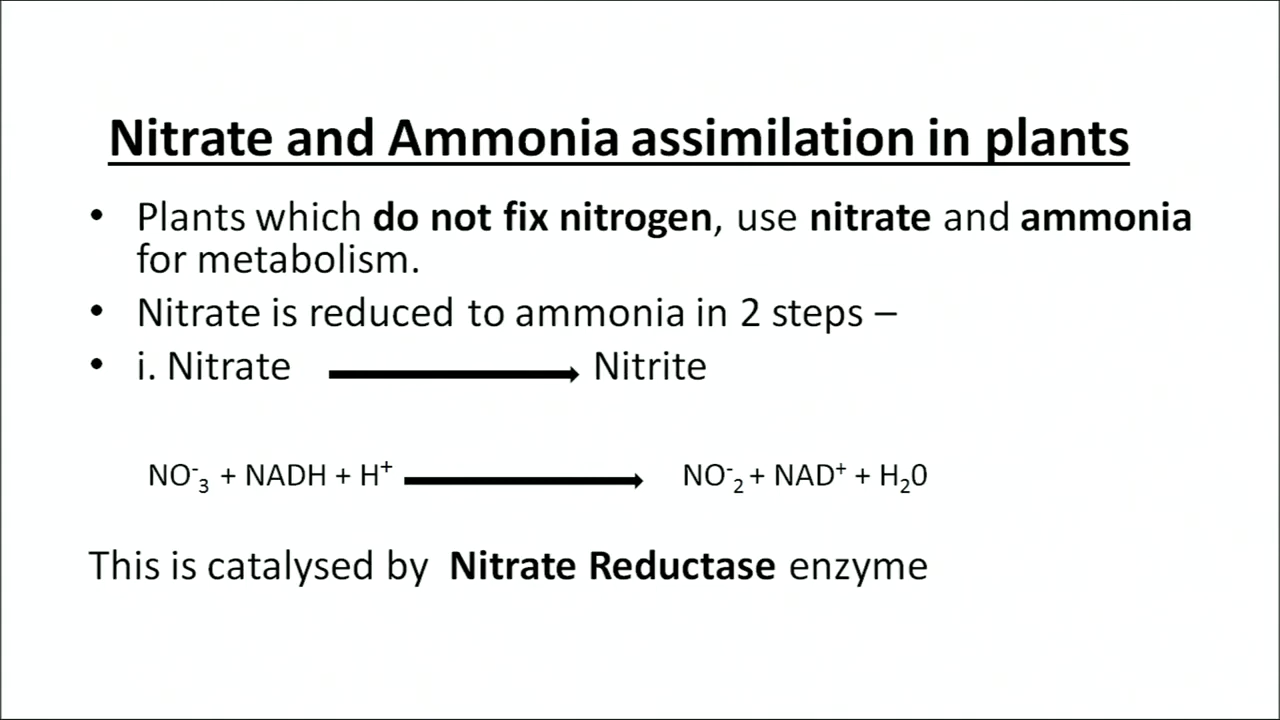 Nitrate and Ammonia assimilation in plants
• Plants which do not fix nitrogen, use nitrate and ammonia
for metabolism.
• Nitrate is reduced to ammonia in 2 steps –
• i. Nitrate ⟶ Nitrite
NO⁻₃ + NADH + H⁺ ⟶ NO⁻₂ + NAD⁺ + H₂0
This is catalysed by Nitrate Reductase enzyme